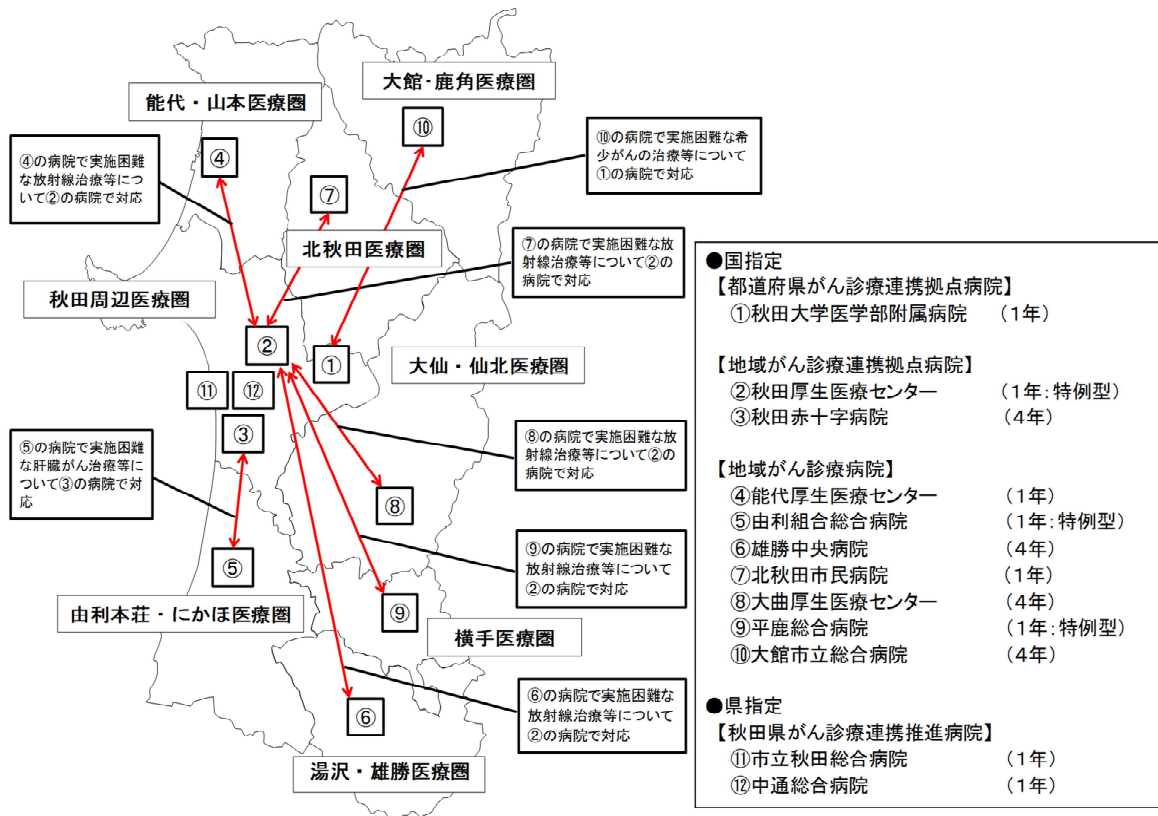 大館・鹿角医療圏
能代・山本医療圏
⑩
④の病院で実施困難
な放射線治療等につ
いて②の病院で対応
④
⑩の病院で実施困難な希
少がんの治療等について
①の病院で対応
⑦
北秋田医療圏
⑦の病院で実施困難な放
射線治療等について②の
病院で対応
秋田周辺医療圏
②
①
大仙・仙北医療圏
⑪
⑫
③
⑤の病院で実施困難
な肝臓がん治療等に
ついて③の病院で対
応
⑧の病院で実施困難な放
射線治療等について②の
病院で対応
⑧
⑤
⑨の病院で実施困難な
放射線治療等について
②の病院で対応
由利本荘・にかほ医療圏
⑨
横手医療圏
⑥
⑥の病院で実施困難な
放射線治療等について
②の病院で対応
湯沢・雄勝医療圏
●国指定
【都道府県がん診療連携拠点病院】
①秋田大学医学部附属病院 （１年）
【地域がん診療連携拠点病院】
②秋田厚生医療センター （１年：特例型）
③秋田赤十字病院 （４年）
【地域がん診療病院】
④能代厚生医療センター （１年）
⑤由利組合総合病院 （１年：特例型）
⑥雄勝中央病院 （４年）
⑦北秋田市民病院 （１年）
⑧大曲厚生医療センター （４年）
⑨平鹿総合病院 （１年：特例型）
⑩大館市立総合病院 （４年）
●県指定
【秋田県がん診療連携推進病院】
⑪市立秋田総合病院 （１年）
⑫中通総合病院 （１年）